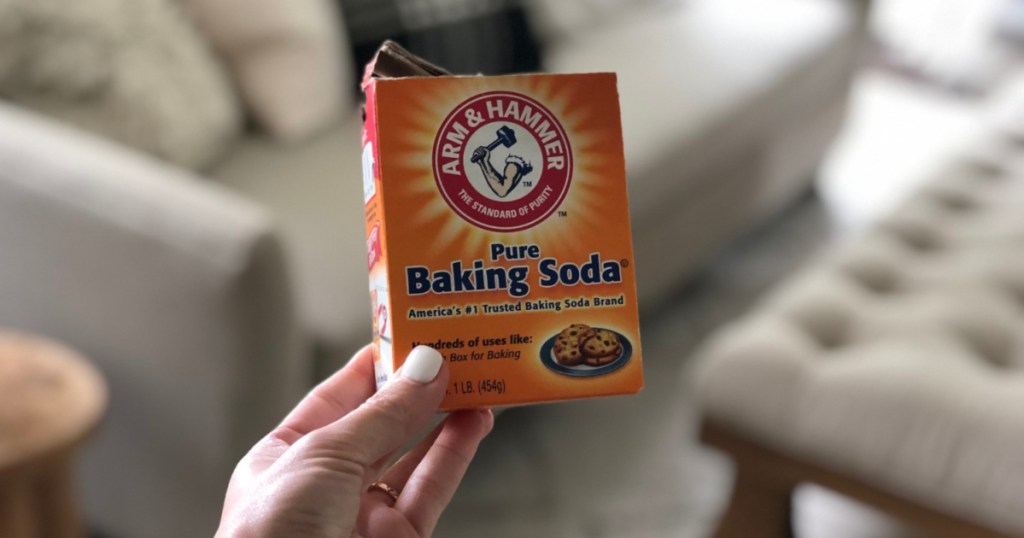 ARM & HAMMER
THE STANDARD OF PURITY
TM
TM
Pure
Baking Soda®
America's #1 Trusted Baking Soda Brand
of uses like:
Box for Baking
1 LB. (454g)